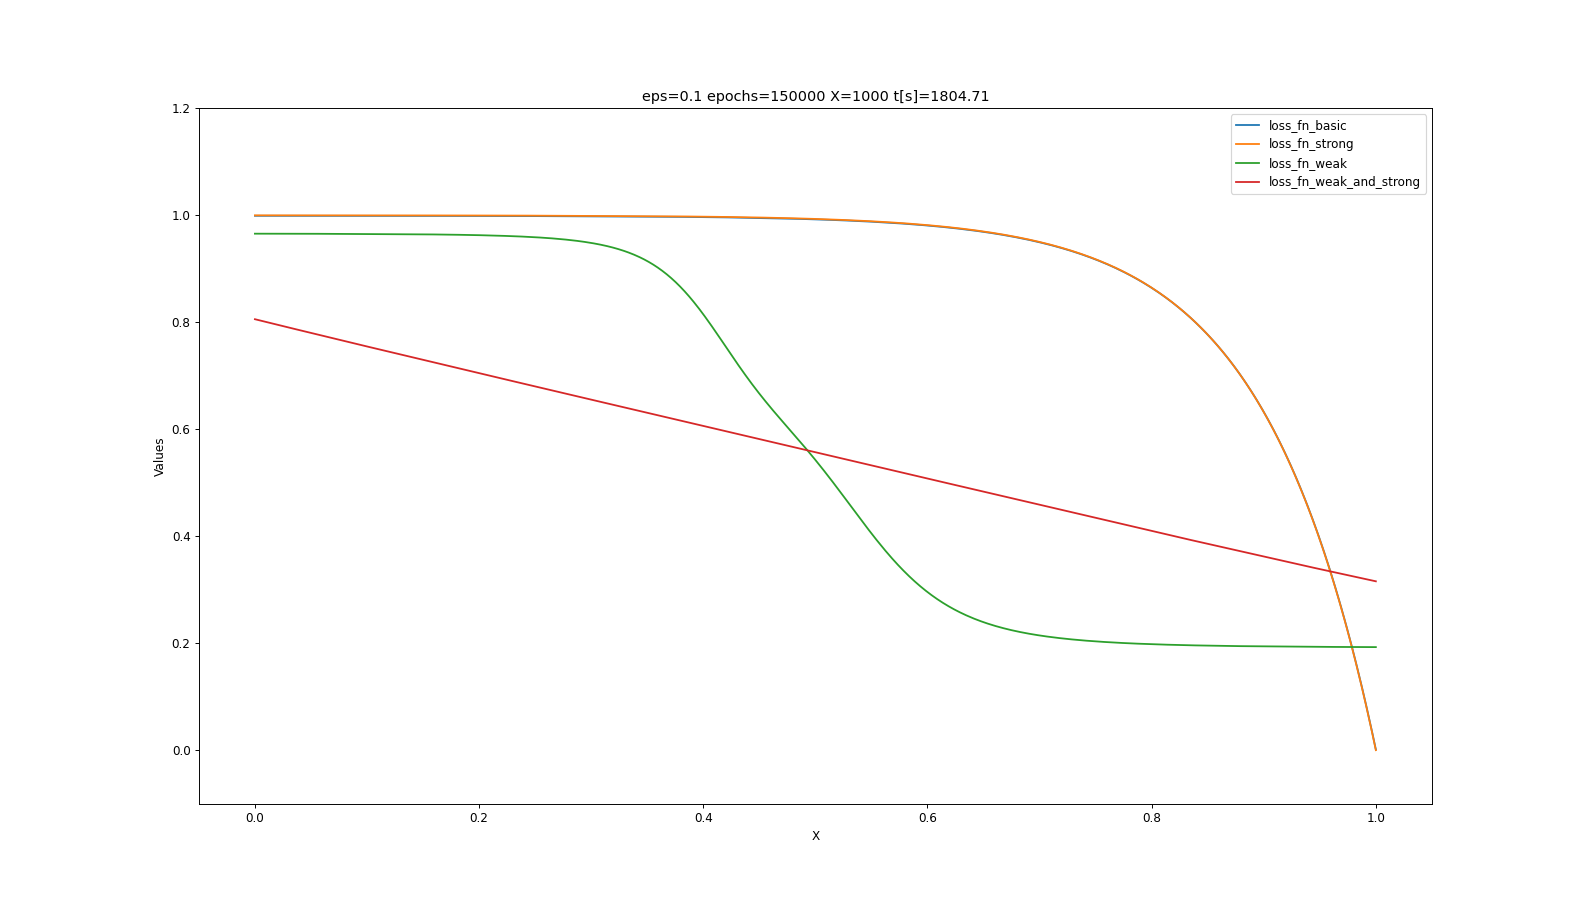 eps=0.1 epochs=150000 X=1000 t[s]=1804.71
1.2
1.0
0.8
0.6
0.4
0.2
0.0
Values
loss_fn_basic
loss_fn_strong
loss_fn_weak
loss_fn_weak_and_strong
0.0 0.2 0.4 0.6 0.8 1.0
X